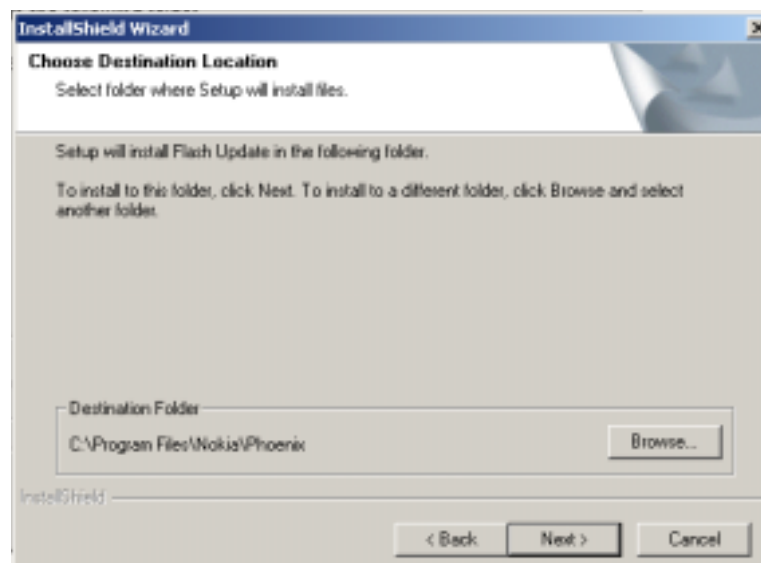 InstallShield Wizard
Choose Destination Location
Select folder where Setup will install files.
Setup will install Flash Update in the following folder.
To install to this folder, click Next. To install to a different folder, click Browse and select
another folder.
Destination Folder
C:\Program Files\Nokia\Phoenix
Browse...
InstallShield
< Back
Next >
Cancel